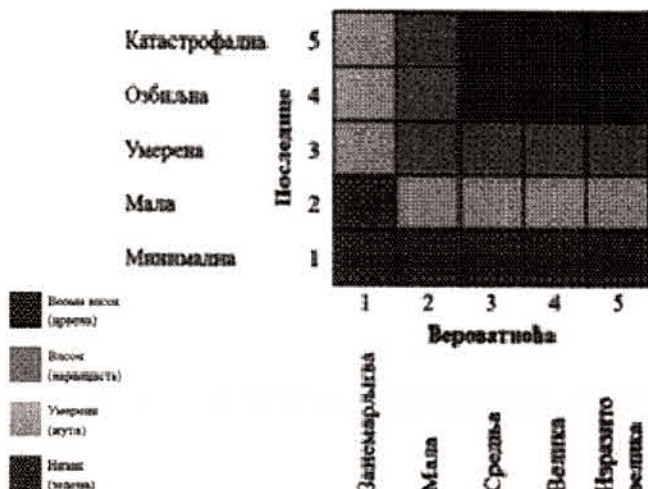 Катастрофална 5
Озбиљна 4
Умерена 3
Мала 2
Минимална 1
Последице
1 2 3 4 5
Вероватноћа
Занемарљива
Мала
Средња
Велика
Изразито
велика
Веома висок
(црвена)
Висок
(наранџаста)
Умерени
(жута)
Низак
(зелена)